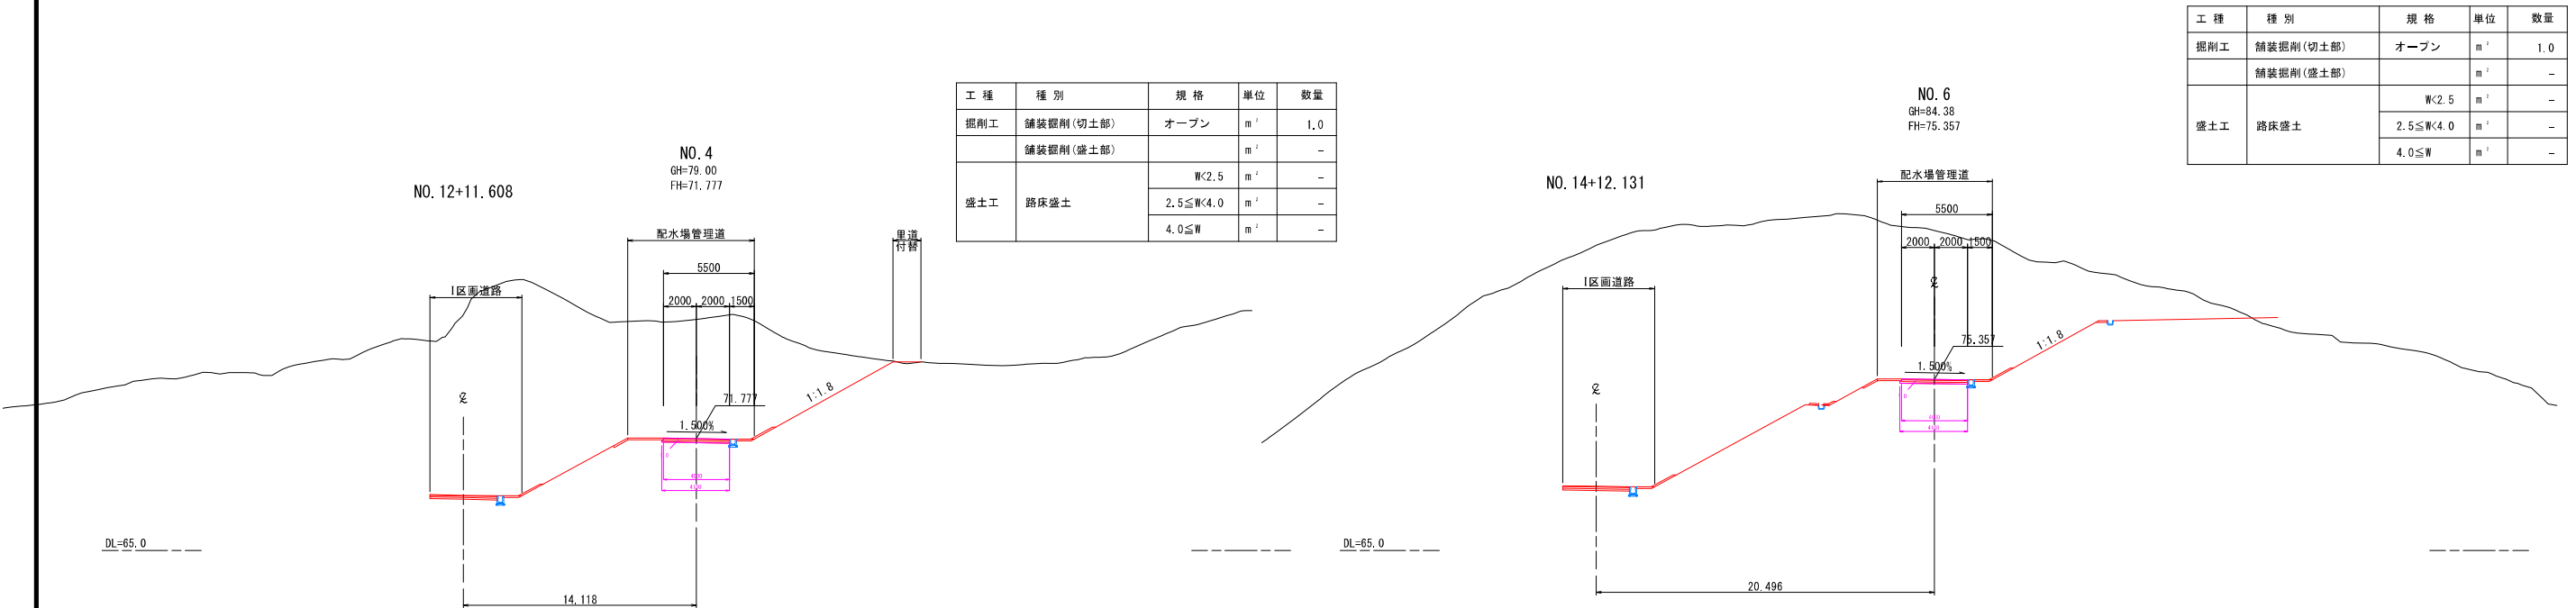 NO. 12+11.608
NO. 4
GH=79.00
FH=71.777
配水場管理道
5500
2000 2000 1500
I区画道路
里道
付替
71.777
1.500%
1:1.8
4000
4100
DL=65.0
14.118
工 種 種 別 規 格 単位 数量
掘削工 舗装掘削(切土部) オープン m² 1.0
舗装掘削(盛土部) m² −
盛土工 路床盛土 W<2.5 m² −
2.5≦W<4.0 m² −
4.0≦W m² −
NO. 14+12.131
NO. 6
GH=84.38
FH=75.357
配水場管理道
5500
2000 2000 1500
I区画道路
75.357
1.500%
1:1.8
4000
4100
DL=65.0
20.496
工 種 種 別 規 格 単位 数量
掘削工 舗装掘削(切土部) オープン m² 1.0
舗装掘削(盛土部) m² −
盛土工 路床盛土 W<2.5 m² −
2.5≦W<4.0 m² −
4.0≦W m² −